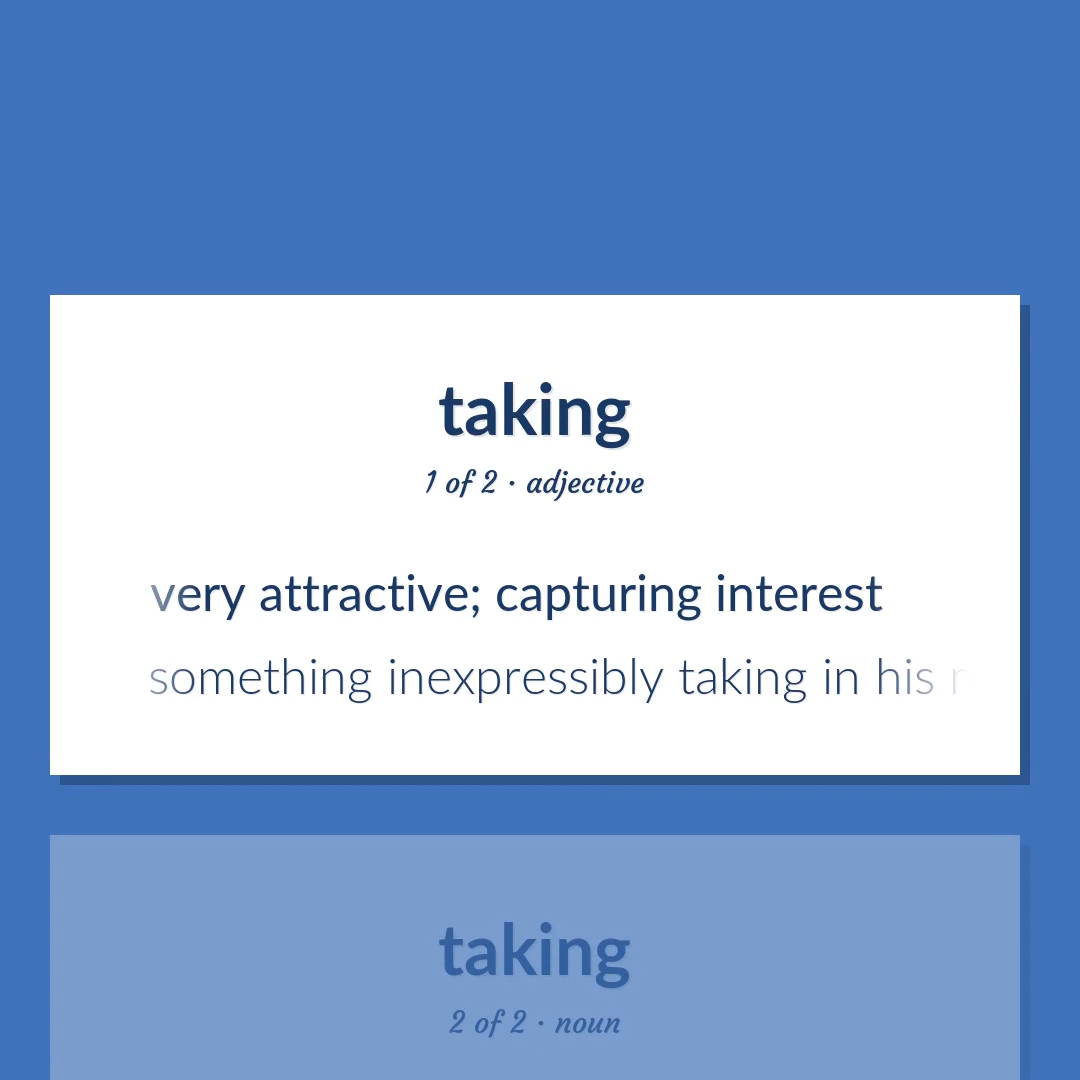 taking
1 of 2 · adjective
very attractive; capturing interest
something inexpressibly taking in his
taking
2 of 2 · noun